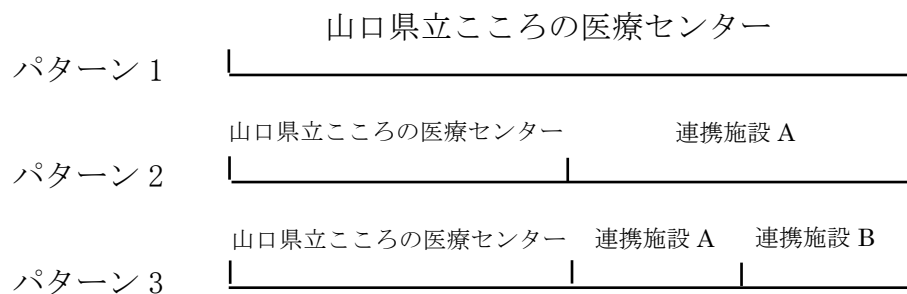 山口県立こころの医療センター
パターン 1
山口県立こころの医療センター 連携施設 A
パターン 2
山口県立こころの医療センター 連携施設 A 連携施設 B
パターン 3